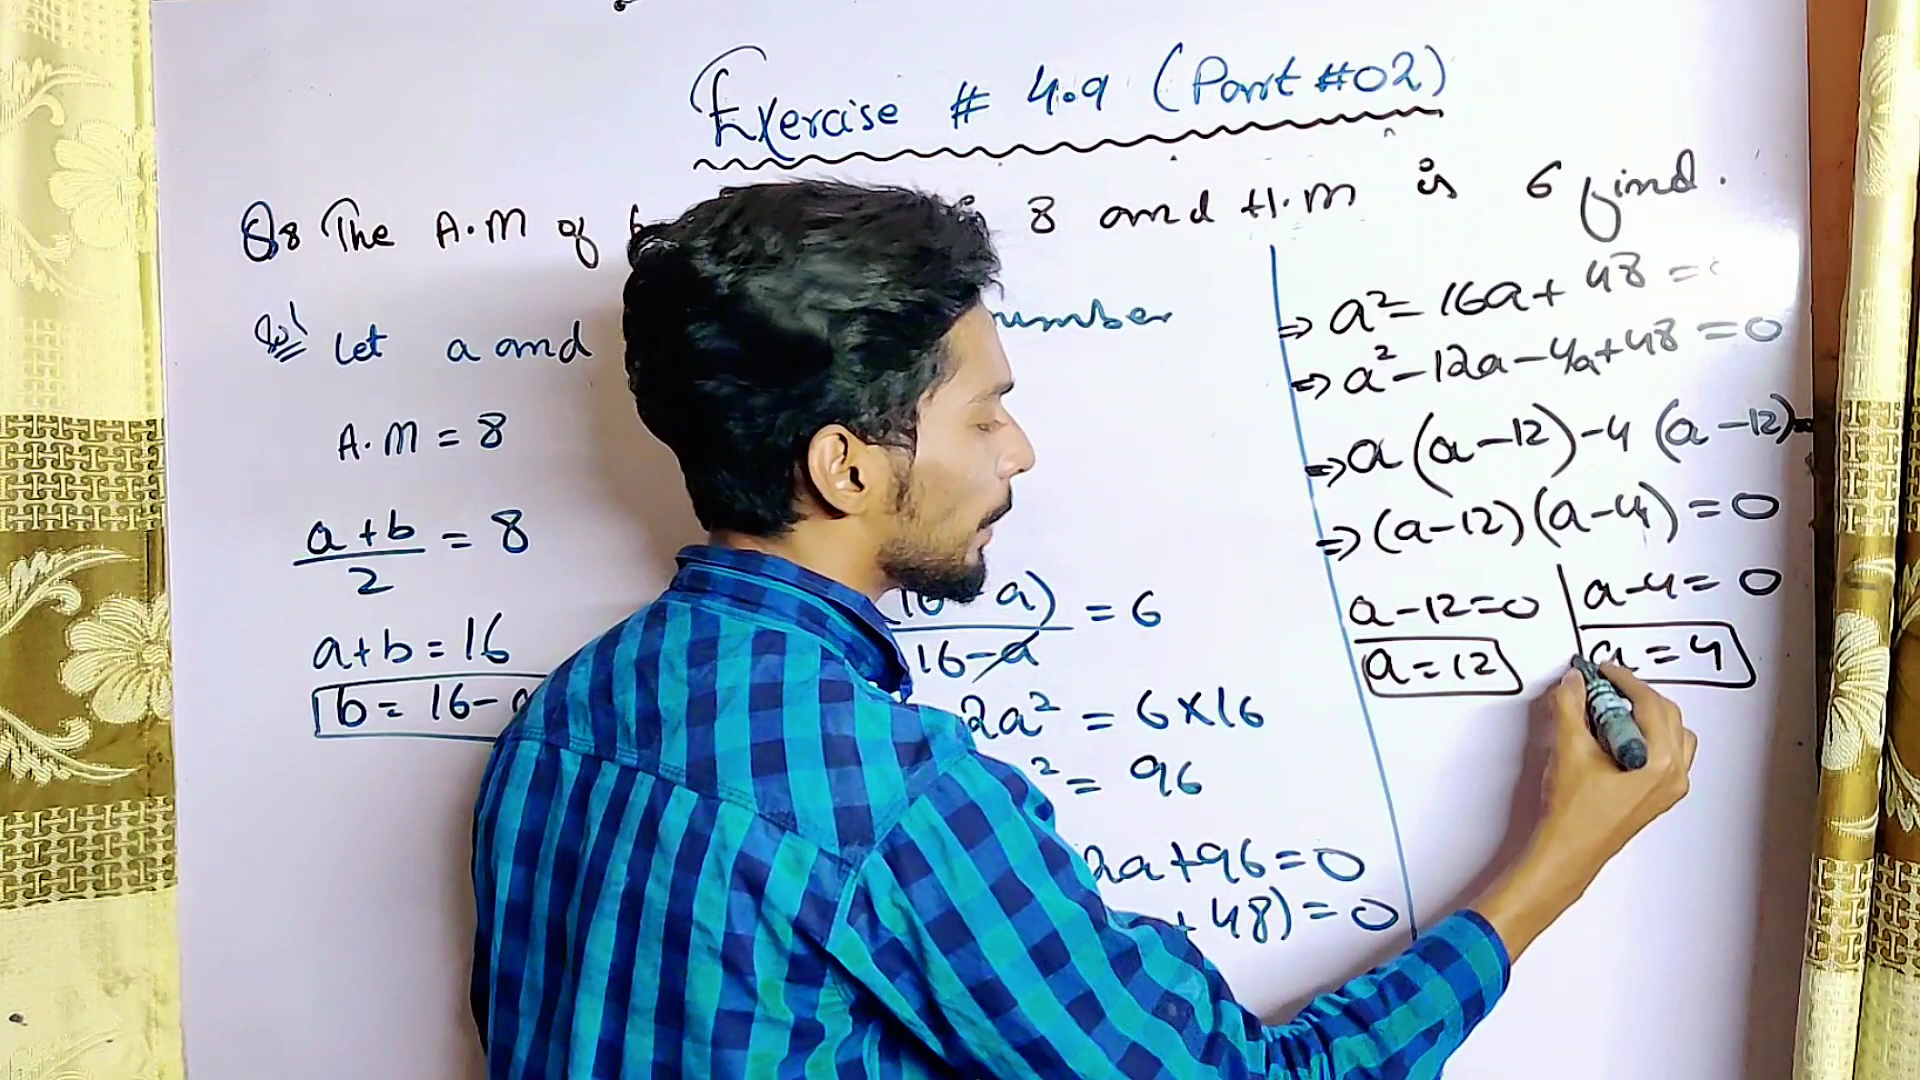 Exercise # 4.9 (Part #02)
Q8 The A.M of 8 and H.M is 6 find.
Sol Let a and number
A.M = 8
a+b/2 = 8
a+b = 16
b = 16-a
16-a) = 6
16-a
2a² = 6×16
² = 96
2a+96=0
+48)=0
⇒ a²-16a+48=
⇒ a²-12a-4a+48=0
⇒ a(a-12)-4(a-12)=
⇒ (a-12)(a-4)=0
a-12=0
a=12
a-4=0
a=4